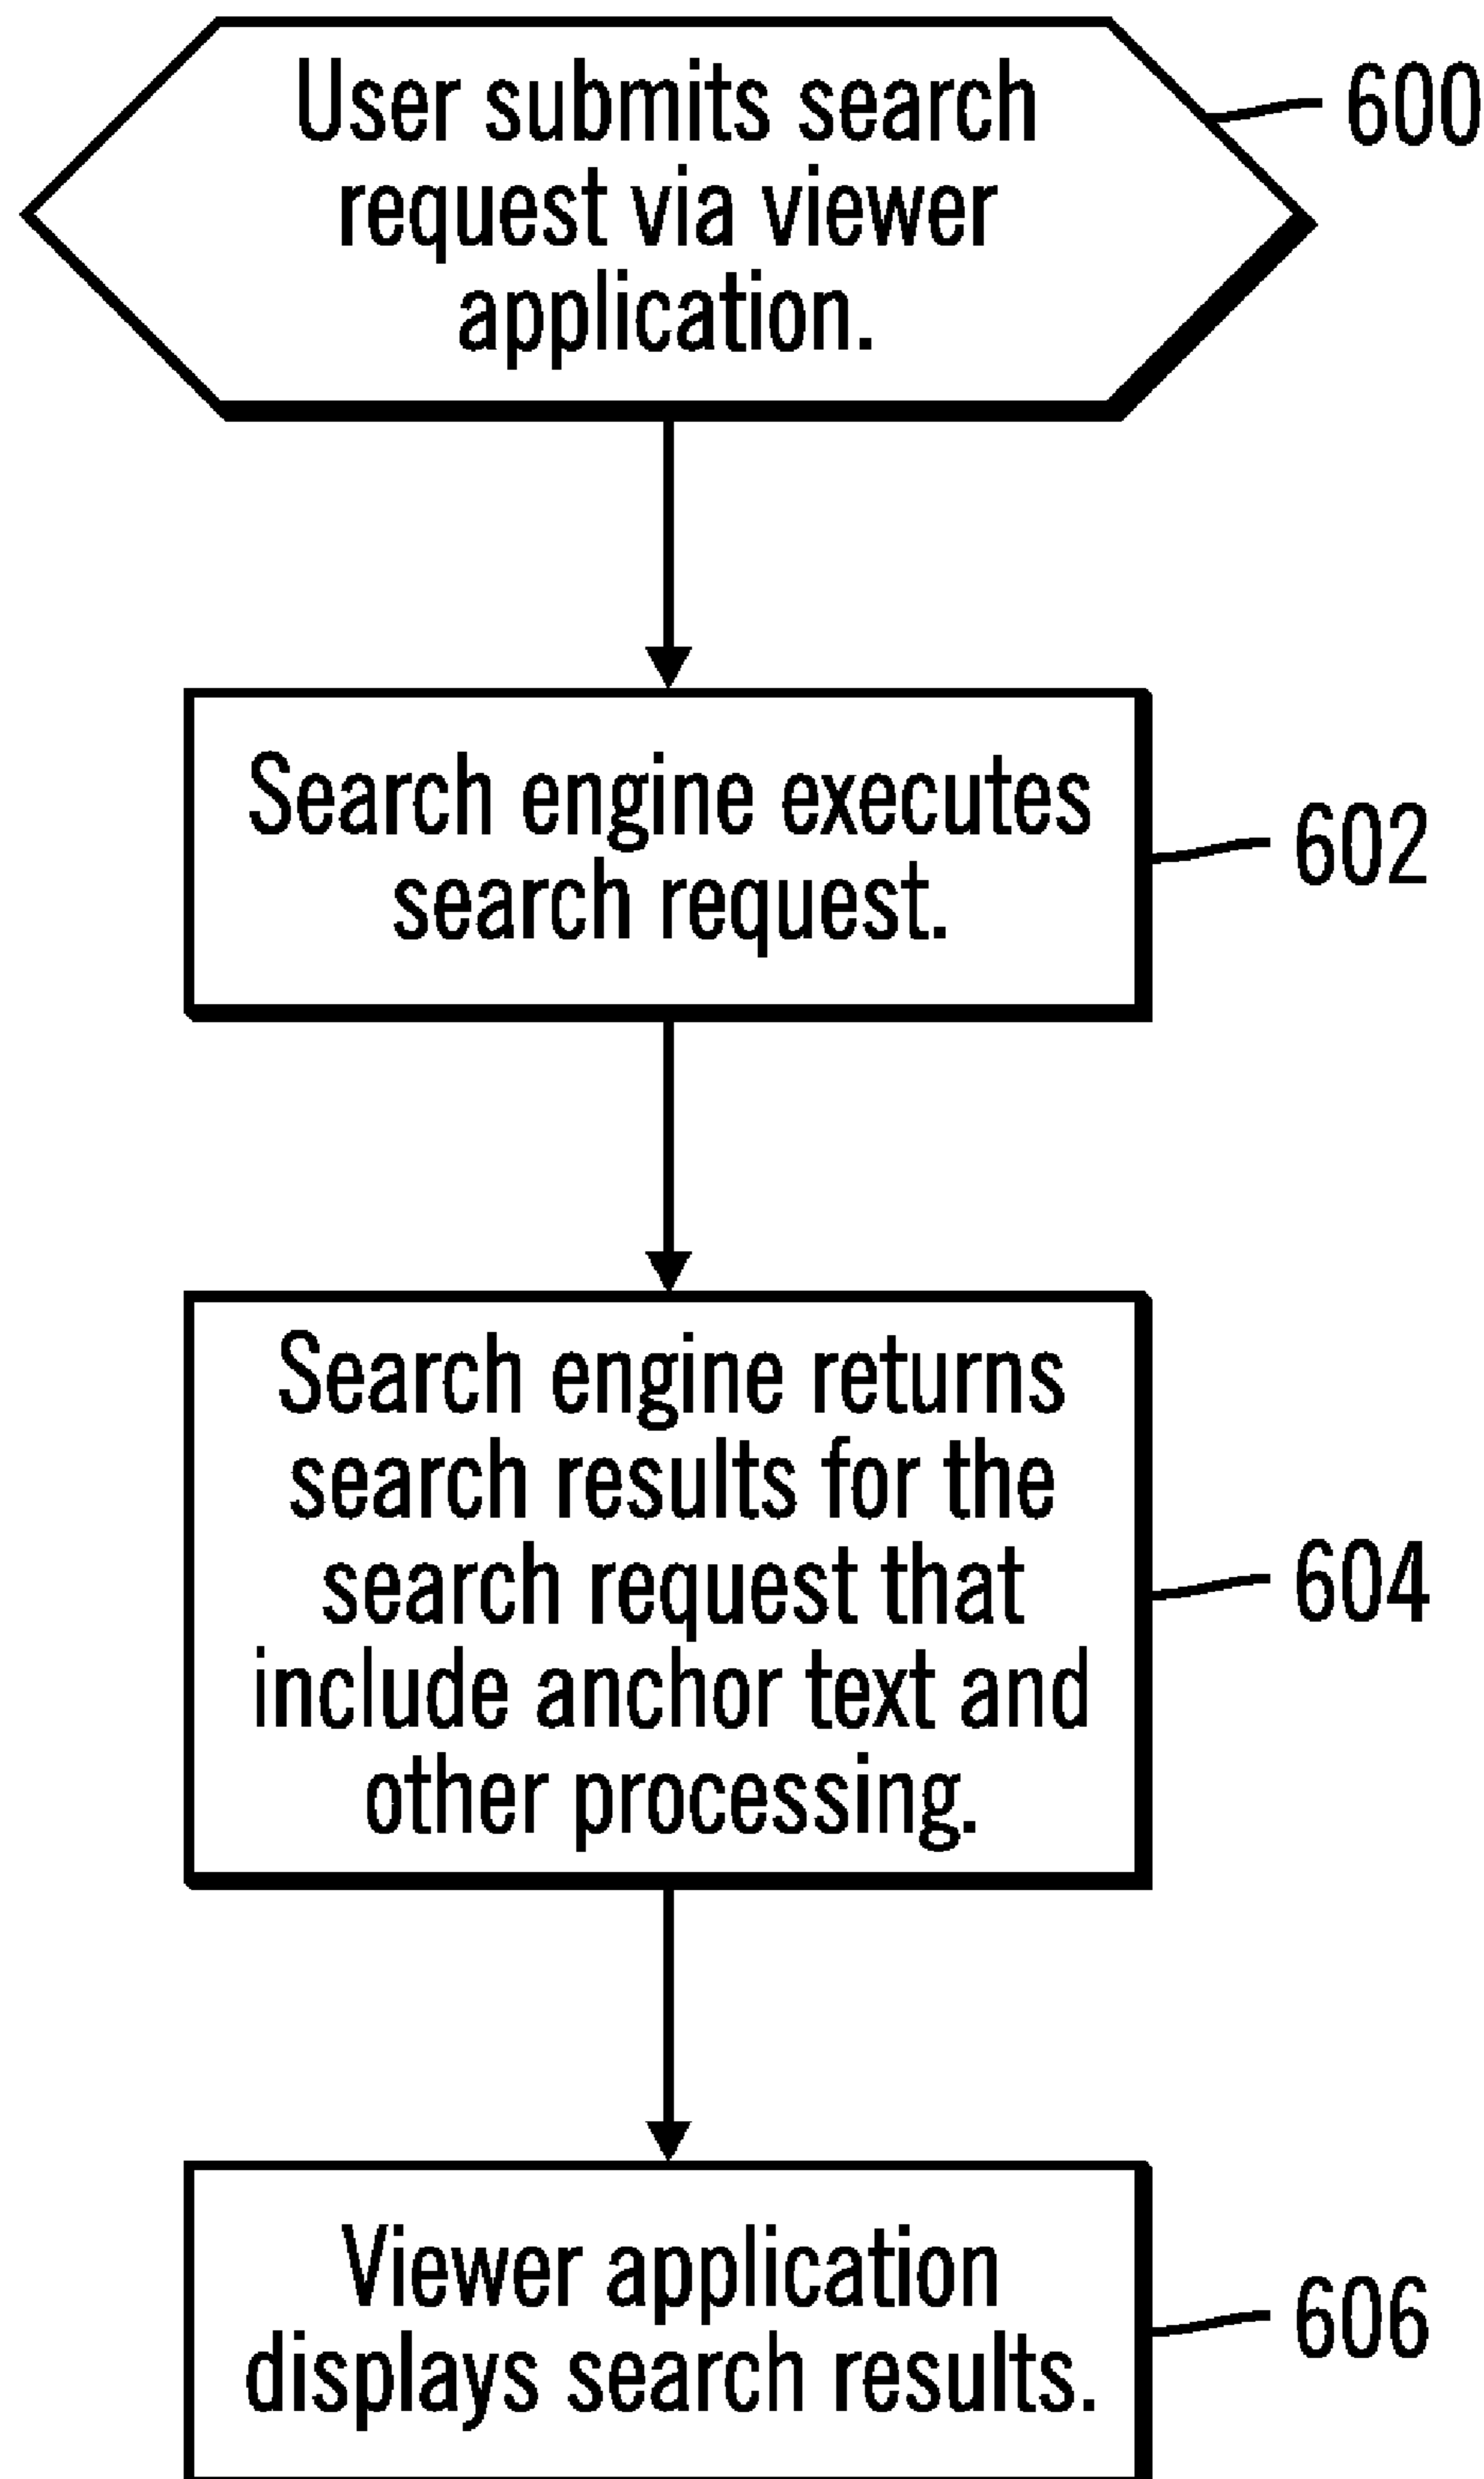 User submits search
request via viewer
application.
600
Search engine executes
search request.
602
Search engine returns
search results for the
search request that
include anchor text and
other processing.
604
Viewer application
displays search results.
606